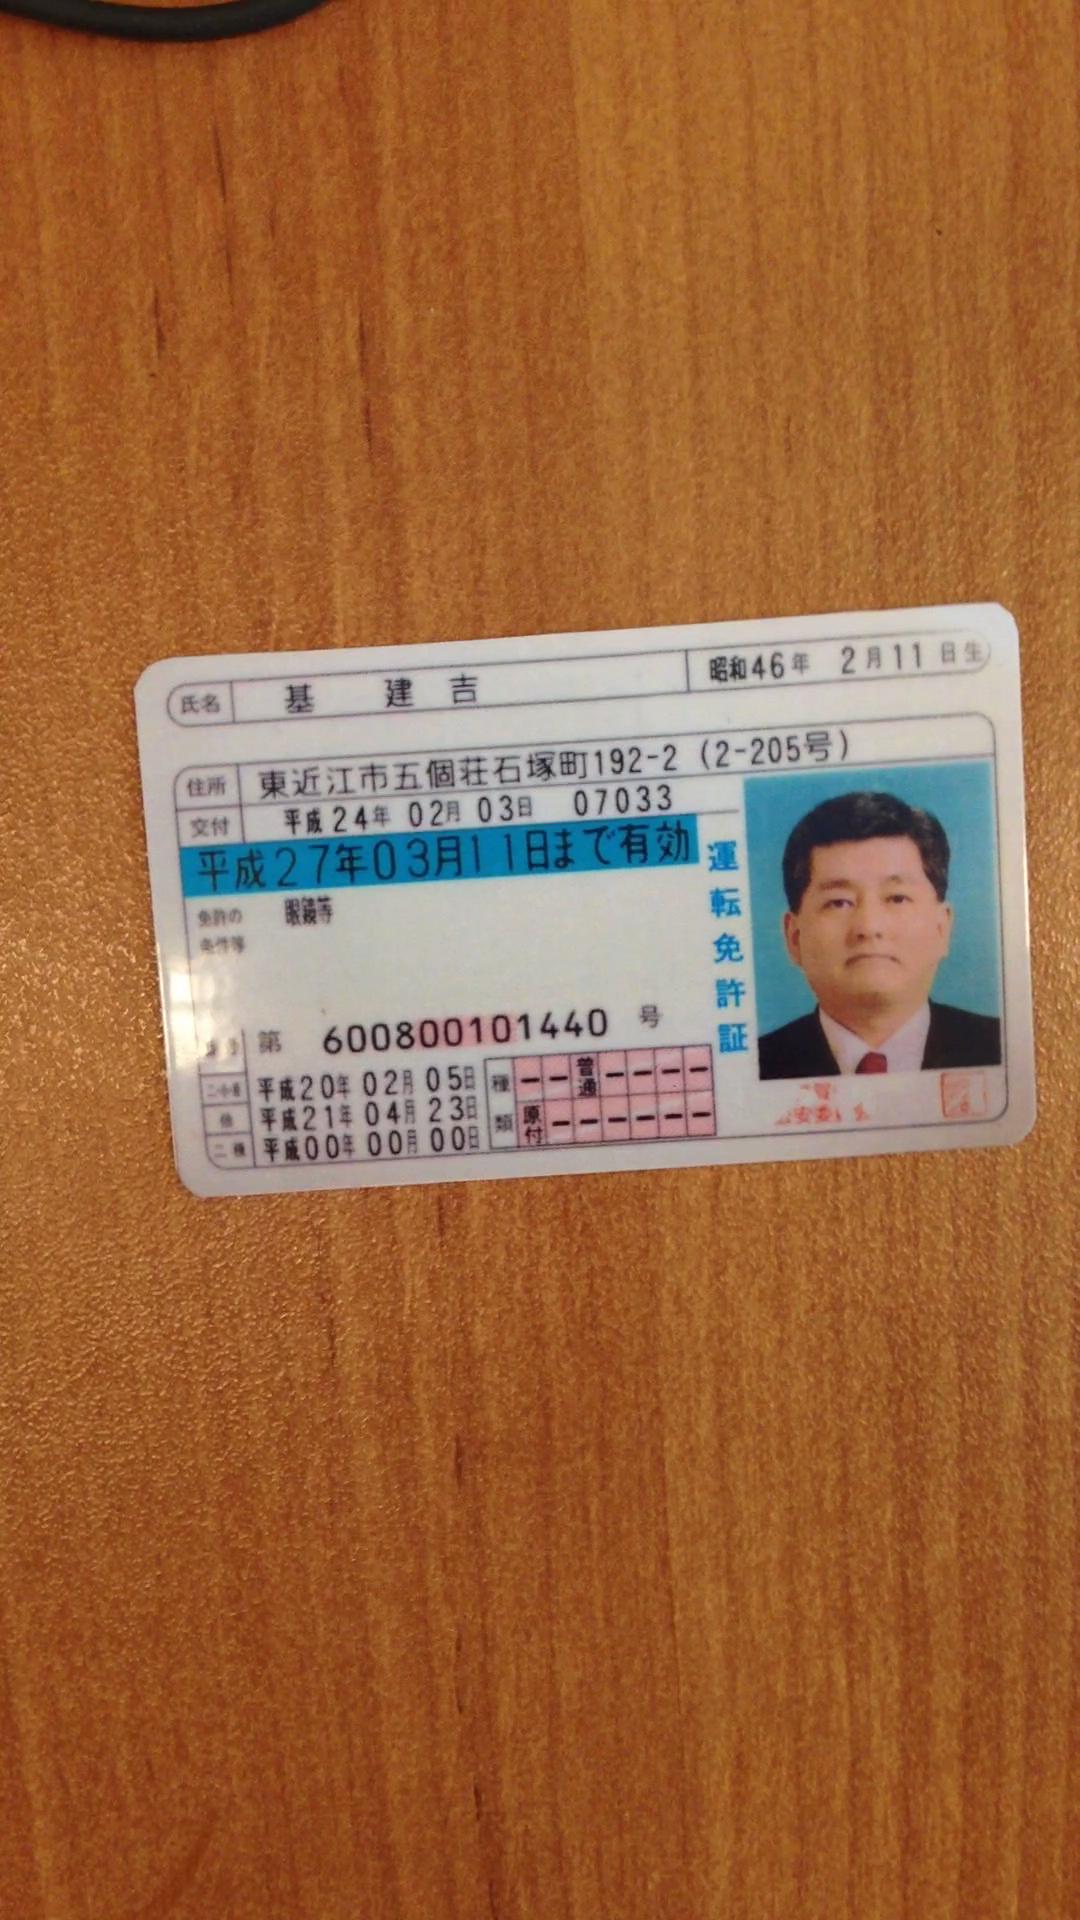 氏名 基 建 吉 昭和46年 2月11日生
住所 東近江市五個荘石塚町192-2 (2-205号)
交付 平成24年 02月 03日 07033
平成27年03月11日まで有効
免許の 眼鏡等
条件等
運転免許証
第 600800101440 号
二・小・原 平成20年 02月 05日
他 平成21年 04月 23日
二種 平成00年 00月 00日
種類
普通
原付